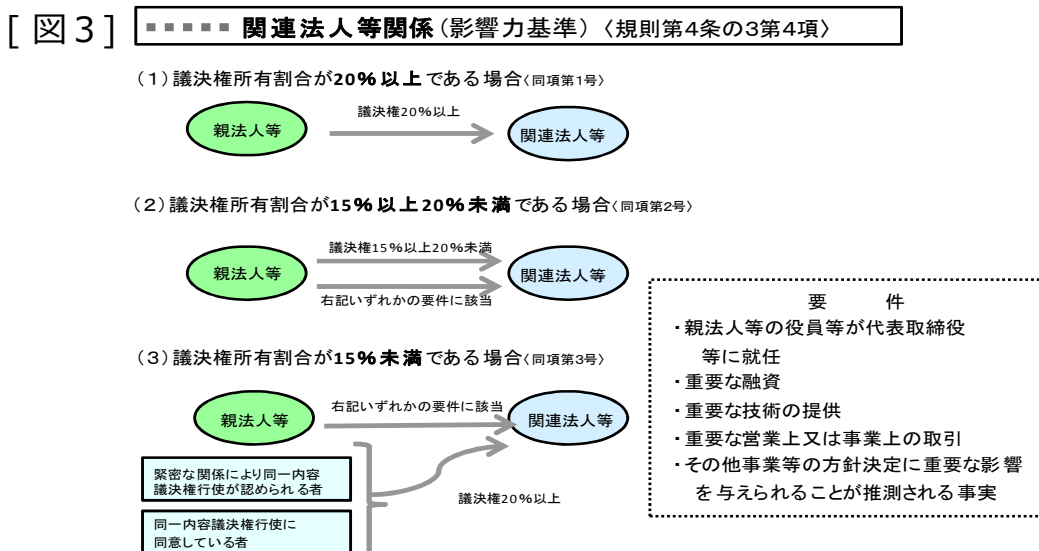 [図3]
関連法人等関係(影響力基準)〈規則第4条の3第4項〉
(1)議決権所有割合が20%以上である場合〈同項第1号〉
親法人等
議決権20%以上
関連法人等
(2)議決権所有割合が15%以上20%未満である場合〈同項第2号〉
親法人等
議決権15%以上20%未満
右記いずれかの要件に該当
関連法人等
(3)議決権所有割合が15%未満である場合〈同項第3号〉
親法人等
右記いずれかの要件に該当
関連法人等
緊密な関係により同一内容
議決権行使が認められる者
同一内容議決権行使に
同意している者
議決権20%以上
要 件
・親法人等の役員等が代表取締役
等に就任
・重要な融資
・重要な技術の提供
・重要な営業上又は事業上の取引
・その他事業等の方針決定に重要な影響
を与えられることが推測される事実